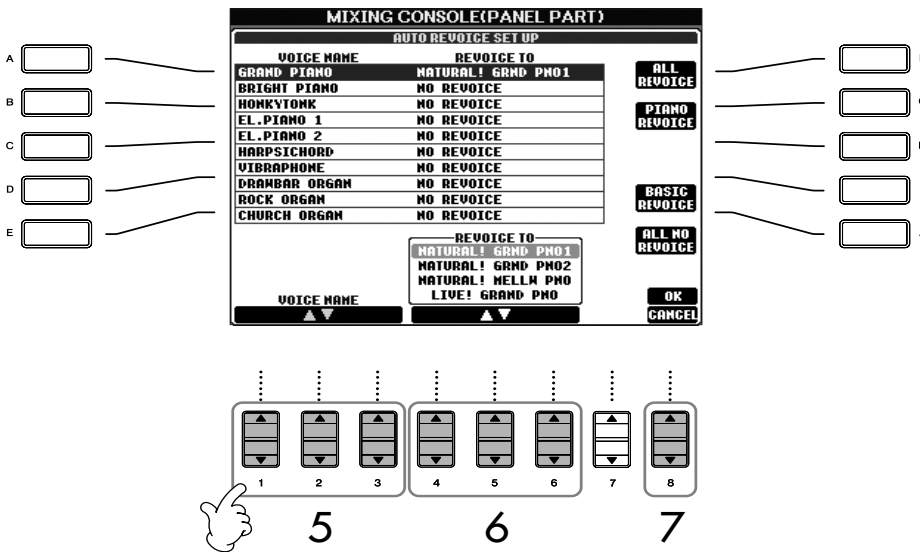 MIXING CONSOLE(PANEL PART)
AUTO REVOICE SET UP
VOICE NAME REVOICE TO
GRAND PIANO NATURAL! GRND PNO1
BRIGHT PIANO NO REVOICE
HONKYTONK NO REVOICE
EL.PIANO 1 NO REVOICE
EL.PIANO 2 NO REVOICE
HARPSICHORD NO REVOICE
VIBRAPHONE NO REVOICE
DRAWBAR ORGAN NO REVOICE
ROCK ORGAN NO REVOICE
CHURCH ORGAN NO REVOICE
REVOICE TO
NATURAL! GRND PNO1
NATURAL! GRND PNO2
NATURAL! MELLW PNO
LIVE! GRAND PNO
VOICE NAME
ALL
REVOICE
PIANO
REVOICE
BASIC
REVOICE
ALL NO
REVOICE
OK
CANCEL
A
B
C
D
E
1 2 3 4 5 6 7 8
5 6 7